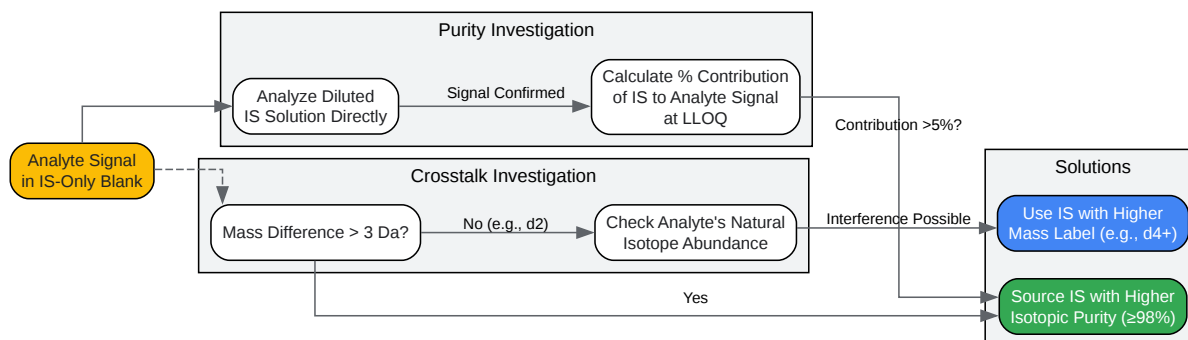 Purity Investigation
Analyze Diluted
IS Solution Directly
Signal Confirmed
Calculate % Contribution
of IS to Analyte Signal
at LLOQ
Contribution >5%?
Analyte Signal
in IS-Only Blank
Crosstalk Investigation
Mass Difference > 3 Da?
No (e.g., d2)
Check Analyte's Natural
Isotope Abundance
Interference Possible
Yes
Solutions
Use IS with Higher
Mass Label (e.g., d4+)
Source IS with Higher
Isotopic Purity (≥98%)